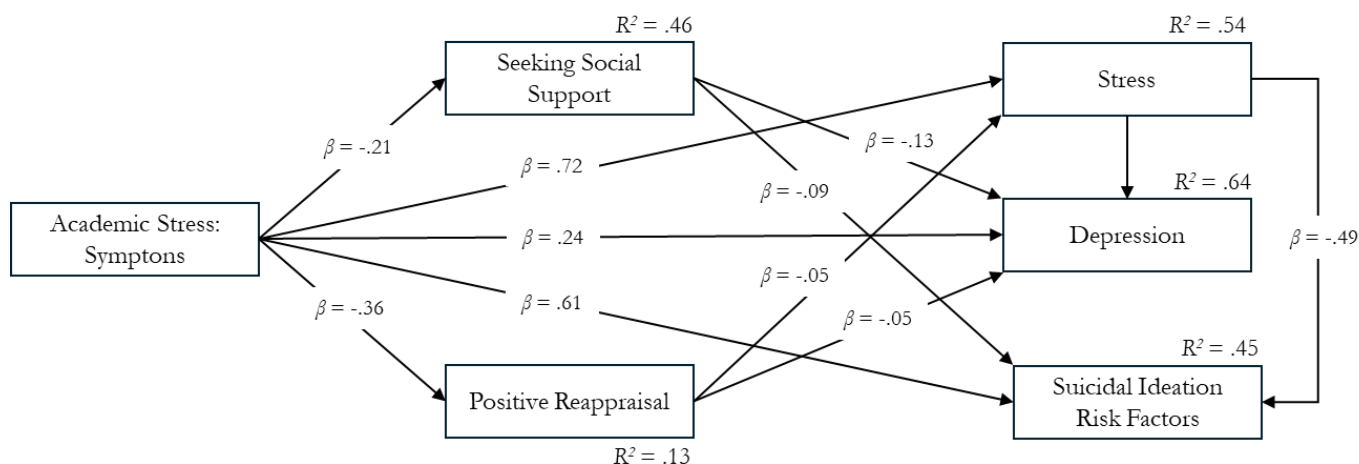 R² = .46
Seeking Social
Support
R² = .54
Stress
β = -.21
β = .72
β = -.13
β = -.09
R² = .64
Academic Stress:
Symptons
β = .24
Depression
β = -.49
β = -.36
β = .61
β = -.05
β = -.05
R² = .45
Positive Reappraisal
Suicidal Ideation
Risk Factors
R² = .13